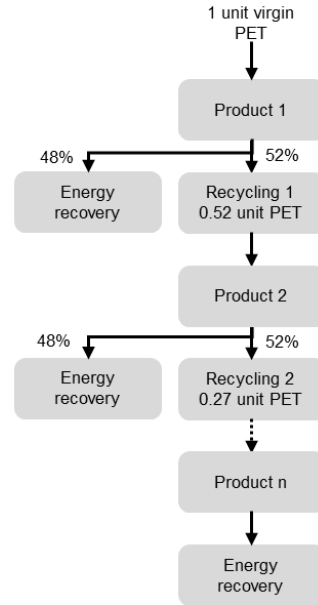 1 unit virgin
PET
Product 1
48%
52%
Energy
recovery
Recycling 1
0.52 unit PET
Product 2
48%
52%
Energy
recovery
Recycling 2
0.27 unit PET
Product n
Energy
recovery